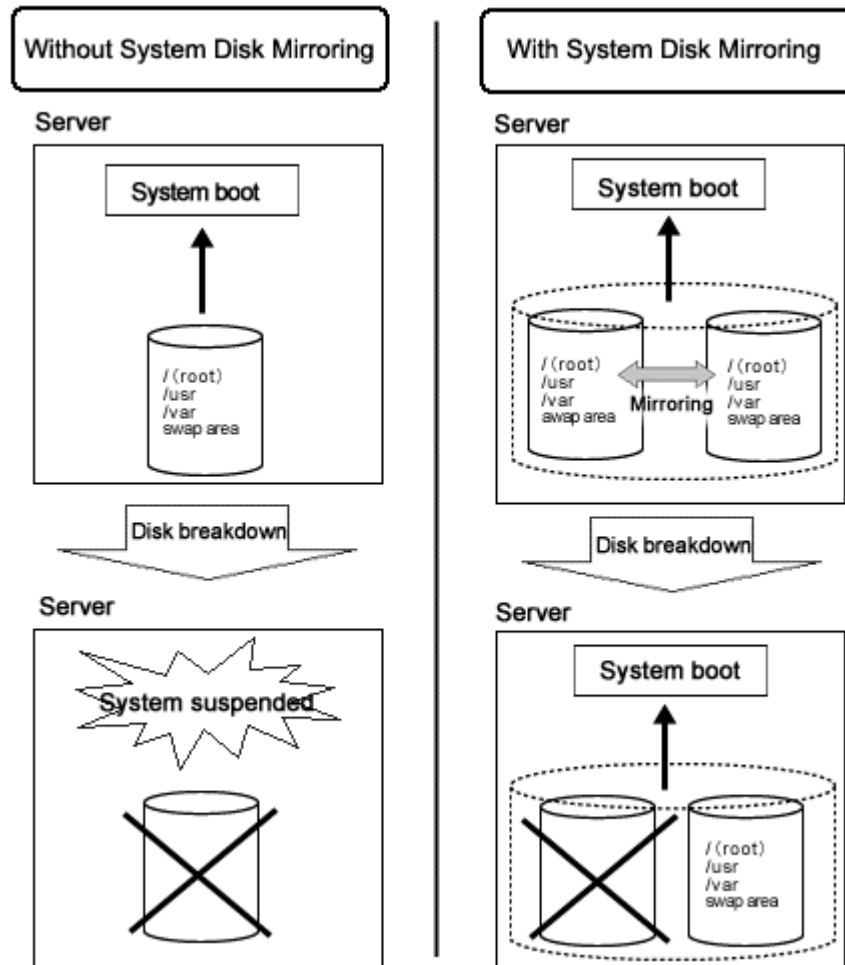 Without System Disk Mirroring
Server
System boot
/ (root)
/usr
/var
swap area
Disk breakdown
Server
System suspended
With System Disk Mirroring
Server
System boot
/ (root)
/usr
/var
awap area
Mirroring
/ (root)
/usr
/var
swap area
Disk breakdown
Server
System boot
/ (root)
/usr
/var
swap area